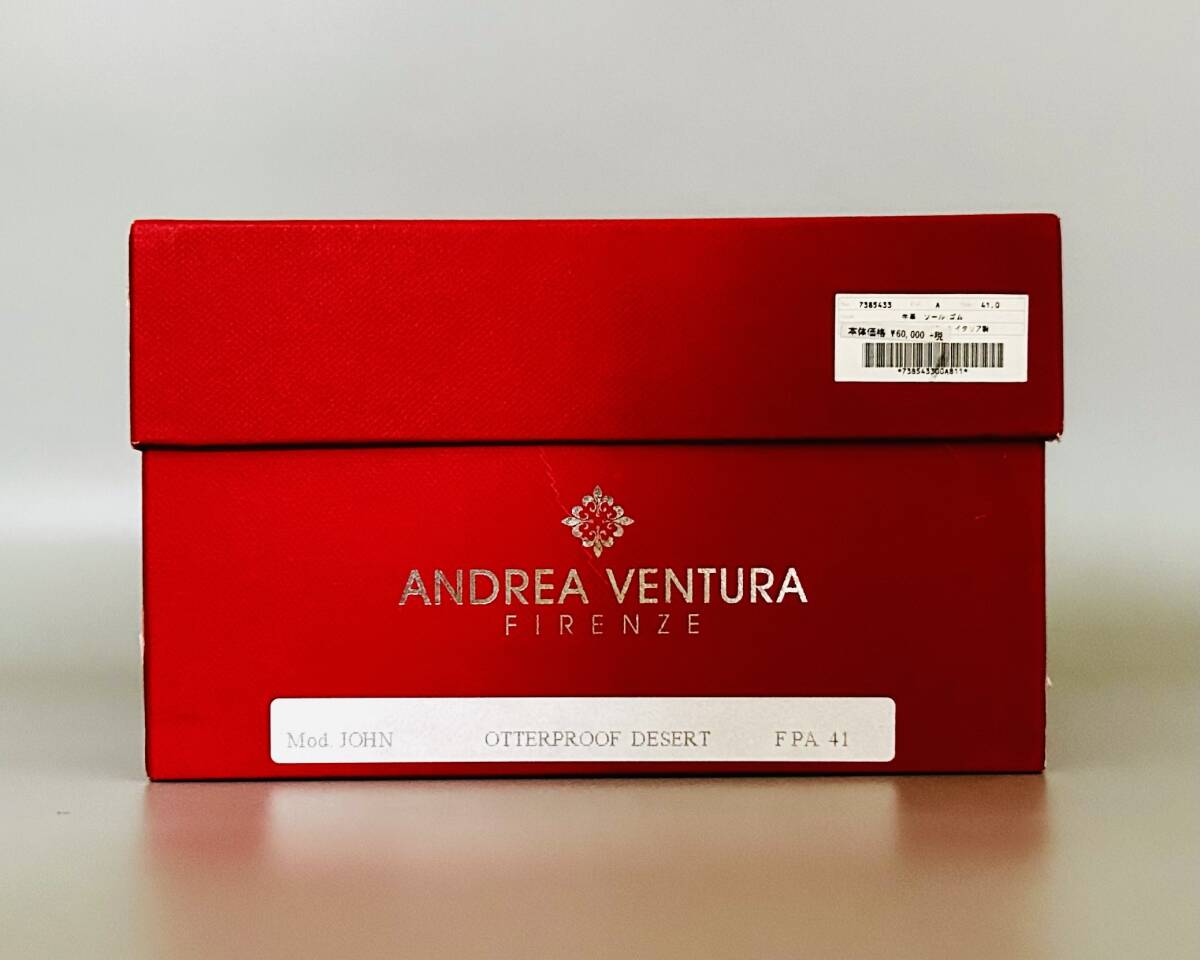 7385433 A 41.0
牛革 ソール:ゴム
本体価格 ¥60,000 +税 イタリア製
*738543300A811*
ANDREA VENTURA
FIRENZE
Mod. JOHN OTTERPROOF DESERT F.P.A. 41